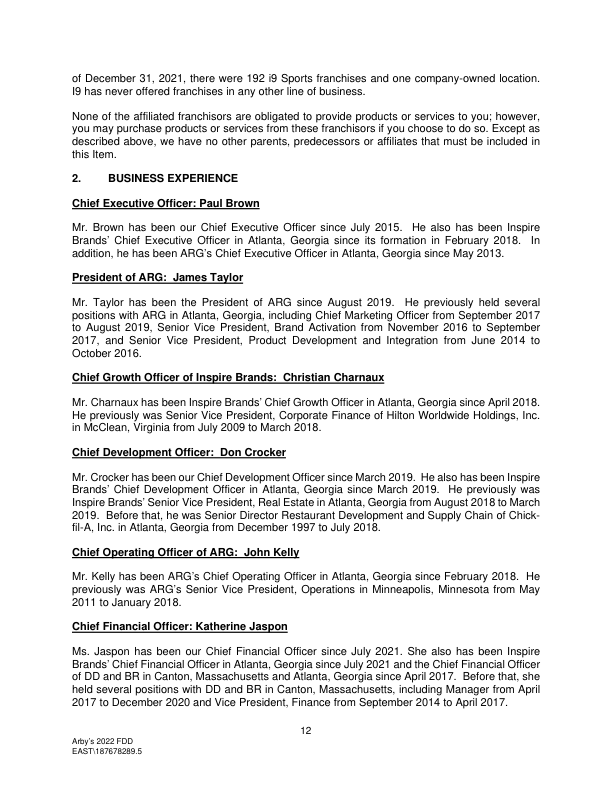 of December 31, 2021, there were 192 i9 Sports franchises and one company-owned location.
I9 has never offered franchises in any other line of business.
None of the affiliated franchisors are obligated to provide products or services to you; however,
you may purchase products or services from these franchisors if you choose to do so. Except as
described above, we have no other parents, predecessors or affiliates that must be included in
this Item.
2. BUSINESS EXPERIENCE
Chief Executive Officer: Paul Brown
Mr. Brown has been our Chief Executive Officer since July 2015. He also has been Inspire
Brands' Chief Executive Officer in Atlanta, Georgia since its formation in February 2018. In
addition, he has been ARG's Chief Executive Officer in Atlanta, Georgia since May 2013.
President of ARG: James Taylor
Mr. Taylor has been the President of ARG since August 2019. He previously held several
positions with ARG in Atlanta, Georgia, including Chief Marketing Officer from September 2017
to August 2019, Senior Vice President, Brand Activation from November 2016 to September
2017, and Senior Vice President, Product Development and Integration from June 2014 to
October 2016.
Chief Growth Officer of Inspire Brands: Christian Charnaux
Mr. Charnaux has been Inspire Brands' Chief Growth Officer in Atlanta, Georgia since April 2018.
He previously was Senior Vice President, Corporate Finance of Hilton Worldwide Holdings, Inc.
in McClean, Virginia from July 2009 to March 2018.
Chief Development Officer: Don Crocker
Mr. Crocker has been our Chief Development Officer since March 2019. He also has been Inspire
Brands' Chief Development Officer in Atlanta, Georgia since March 2019. He previously was
Inspire Brands' Senior Vice President, Real Estate in Atlanta, Georgia from August 2018 to March
2019. Before that, he was Senior Director Restaurant Development and Supply Chain of Chick-
fil-A, Inc. in Atlanta, Georgia from December 1997 to July 2018.
Chief Operating Officer of ARG: John Kelly
Mr. Kelly has been ARG's Chief Operating Officer in Atlanta, Georgia since February 2018. He
previously was ARG's Senior Vice President, Operations in Minneapolis, Minnesota from May
2011 to January 2018.
Chief Financial Officer: Katherine Jaspon
Ms. Jaspon has been our Chief Financial Officer since July 2021. She also has been Inspire
Brands' Chief Financial Officer in Atlanta, Georgia since July 2021 and the Chief Financial Officer
of DD and BR in Canton, Massachusetts and Atlanta, Georgia since April 2017. Before that, she
held several positions with DD and BR in Canton, Massachusetts, including Manager from April
2017 to December 2020 and Vice President, Finance from September 2014 to April 2017.
12
Arby's 2022 FDD
EAST\187678289.5